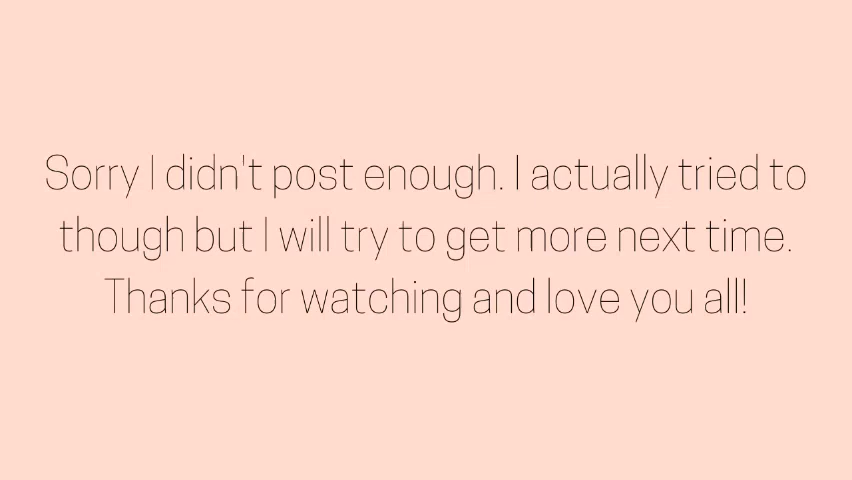 Sorry I didn't post enough. I actually tried to
though but I will try to get more next time.
Thanks for watching and love you all!